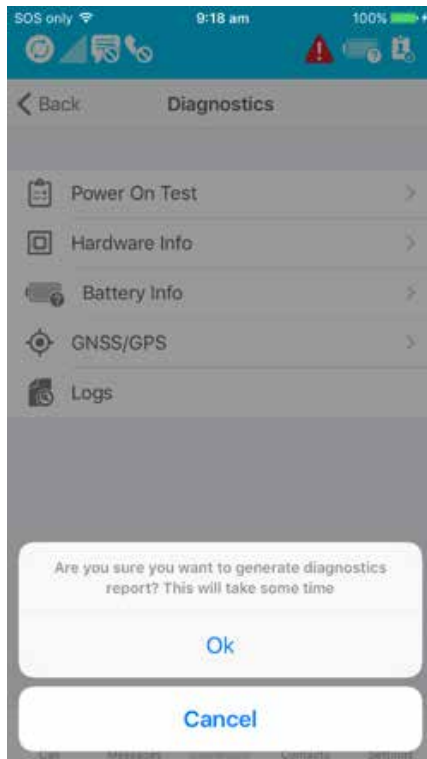 SOS only 9:18 am 100%
Back Diagnostics
Power On Test
Hardware Info
Battery Info
GNSS/GPS
Logs
Are you sure you want to generate diagnostics
report? This will take some time
Ok
Cancel